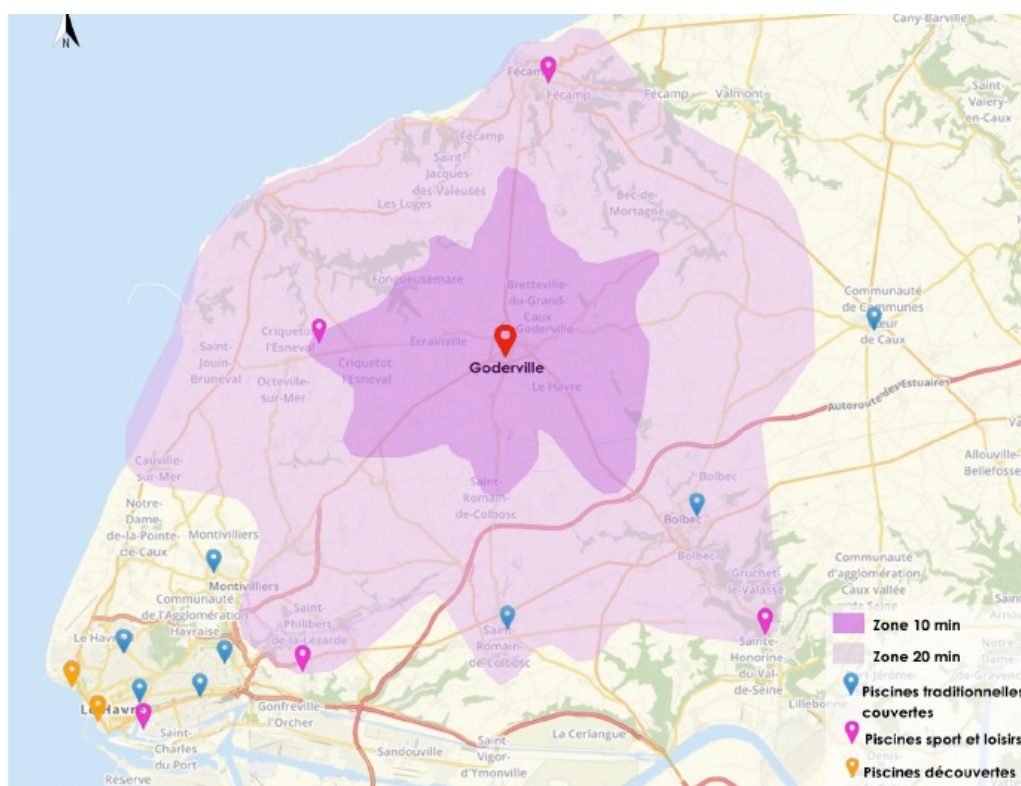 N
Cany-Barville
Fécamp
Fécamp
Fécamp
Valmont
Saint-
Valery-
en-Caux
Fécamp
Saint
Jacques-
des-Valeuses
Les Loges
Bec-de-
Mortagne
Fongueusemare
Bretteville-
du-Grand-
Caux
Goderville
Communauté
de Communes
de Caux
Criquetot
l'Esneval
Écrainville
Goderville
Saint-
Jouin-
Bruneval
Criquetot-
l'Esneval
Octeville-
sur-Mer
Le Havre
Autoroute des Estuaires
Allouville-
Bellefosse
Cauville-
sur-Mer
Saint-
Romain-
de-Colbosc
Bolbec
Bolbec
Bolbec
Notre-
Dame-
de-la-Pointe-
de-Caux
Montivilliers
Montivilliers
Communauté
de l'Agglomération
Havraise
Gruchet-
le-Valasse
Communauté
d'agglomération
Caux vallée
de Seine
Saint-
Philibert-
de-la-Lézarde
Saint-
Romain-
de-Colbosc
Sainte-
Honorine-
du-Val-
de-Seine
Le Havre
Zone 10 min
Notre-
Dame-
Zone 20 min
Lillebonne
Piscines traditionnelles
couvertes
Le Havre
Gonfreville-
l'Orcher
Saint-
Charles
du Port
Sandouville
Saint-
Vigor-
d'Ymonville
La Cerlangue
Piscines sport et loisirs
Piscines découvertes
Réserve